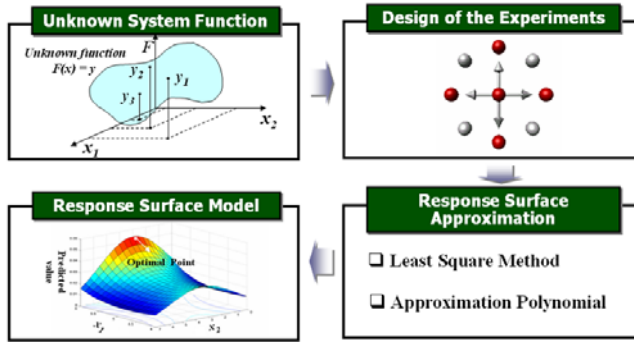 Unknown System Function
Unknown function
F(x) = y
F
y2
y1
y3
x2
x1
Design of the Experiments
Response Surface
Approximation
❑ Least Square Method
❑ Approximation Polynomial
Response Surface Model
Optimal Point
Predicted
value
x1
x2